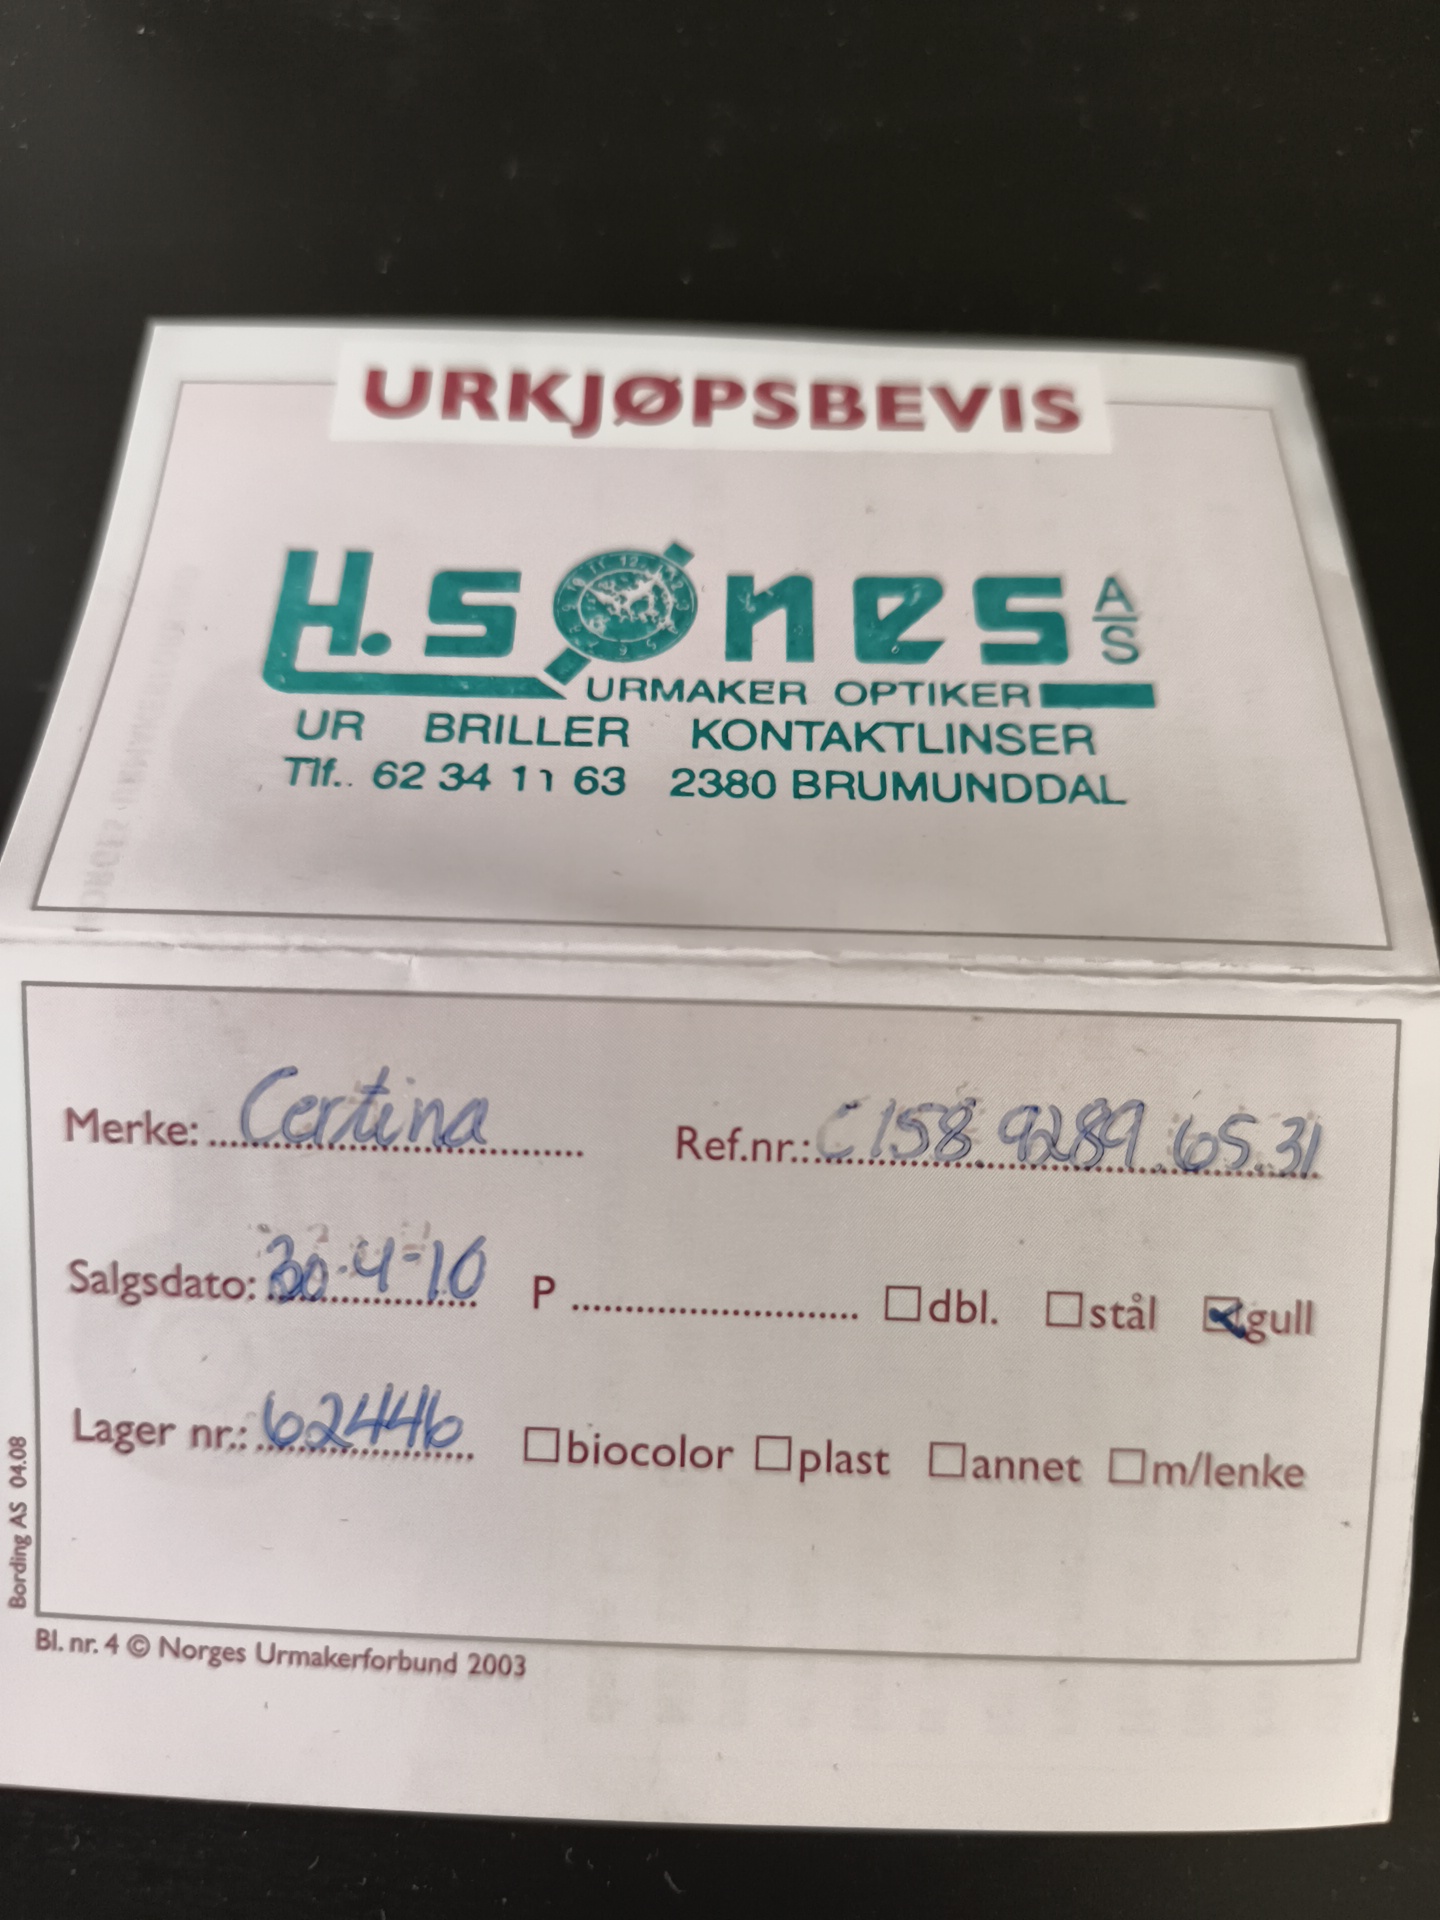 URKJØPSBEVIS
H. sønes A/S
URMAKER OPTIKER
UR BRILLER KONTAKTLINSER
Tlf.. 62 34 11 63 2380 BRUMUNDDAL
Merke: Certina Ref.nr.: C158.9289.65.31
Salgsdato: 30.4-10 P ☐dbl. ☐stål ☑gull
Lager nr.: 62446 ☐biocolor ☐plast ☐annet ☐m/lenke
Bording AS 04.08
Bl. nr. 4 © Norges Urmakerforbund 2003